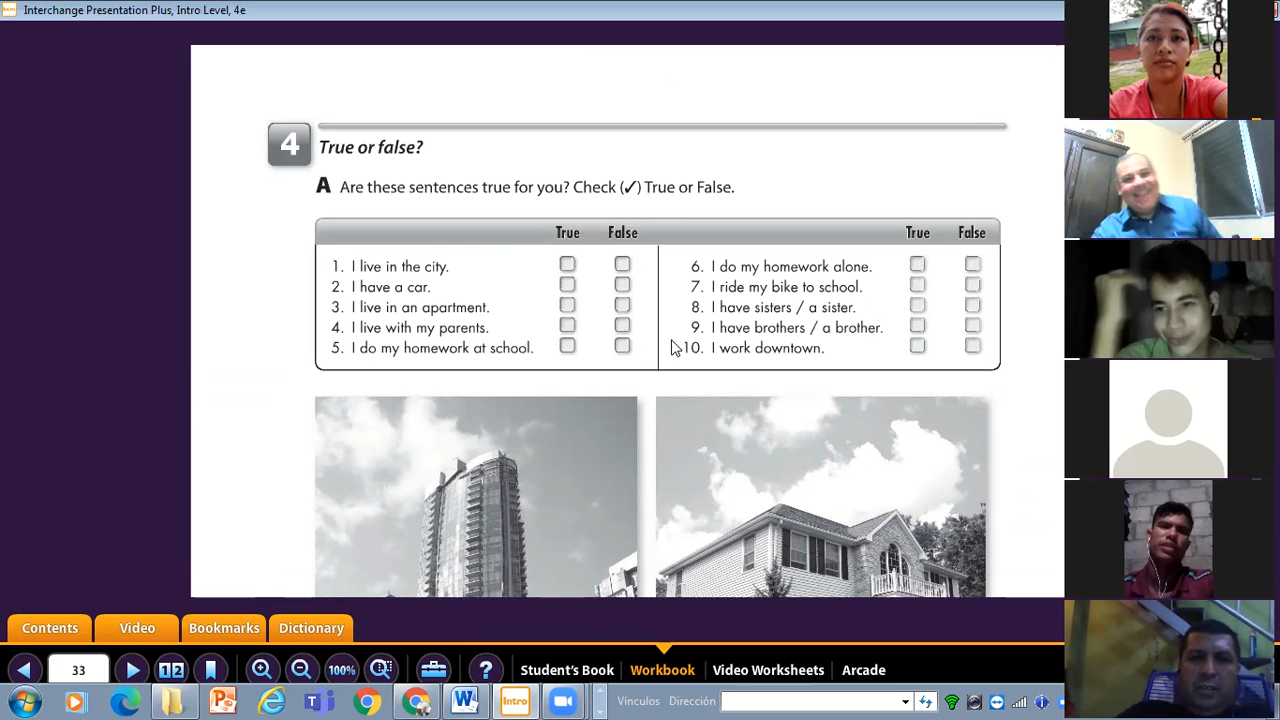 Interchange Presentation Plus, Intro Level, 4e
4 True or false?
A Are these sentences true for you? Check (✓) True or False.
True False True False
1. I live in the city.
2. I have a car.
3. I live in an apartment.
4. I live with my parents.
5. I do my homework at school.
6. I do my homework alone.
7. I ride my bike to school.
8. I have sisters / a sister.
9. I have brothers / a brother.
10. I work downtown.
Contents Video Bookmarks Dictionary
33 12 100% ? Student's Book Workbook Video Worksheets Arcade
Intro Vínculos Dirección